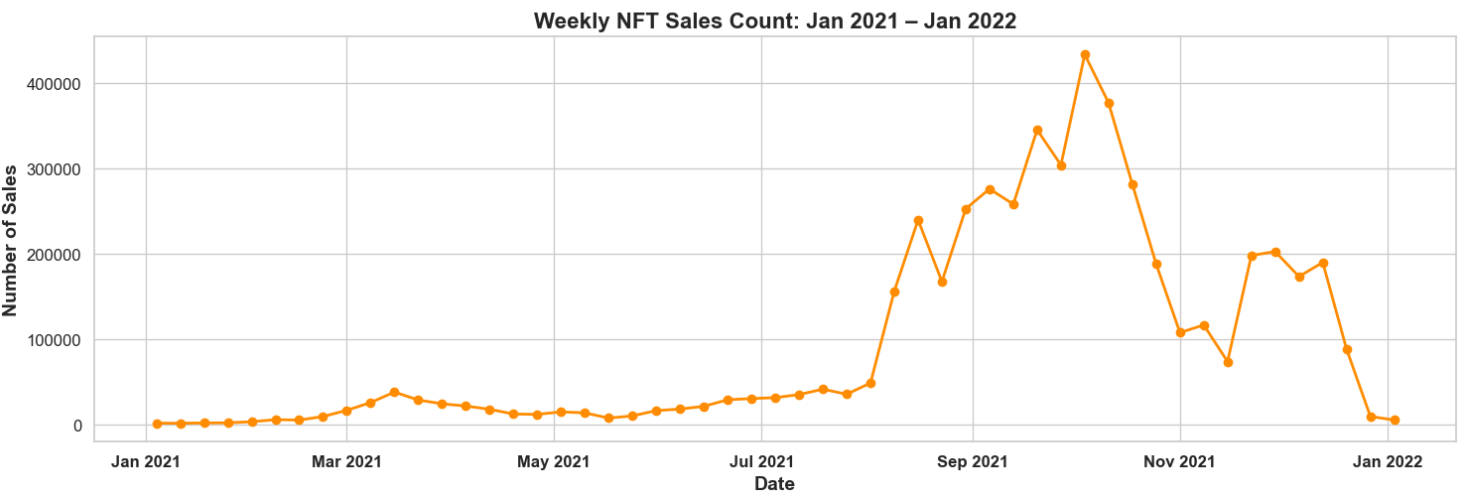 Weekly NFT Sales Count: Jan 2021 – Jan 2022
Number of Sales
400000
300000
200000
100000
0
Jan 2021 Mar 2021 May 2021 Jul 2021 Sep 2021 Nov 2021 Jan 2022
Date